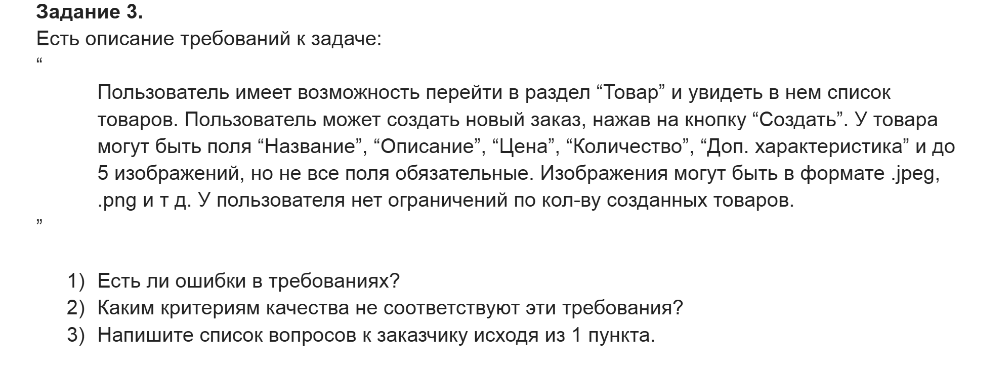 Задание 3.
Есть описание требований к задаче:
“
Пользователь имеет возможность перейти в раздел “Товар” и увидеть в нем список
товаров. Пользователь может создать новый заказ, нажав на кнопку “Создать”. У товара
могут быть поля “Название”, “Описание”, “Цена”, “Количество”, “Доп. характеристика” и до
5 изображений, но не все поля обязательные. Изображения могут быть в формате .jpeg,
.png и т д. У пользователя нет ограничений по кол-ву созданных товаров.
”
1) Есть ли ошибки в требованиях?
2) Каким критериям качества не соответствуют эти требования?
3) Напишите список вопросов к заказчику исходя из 1 пункта.